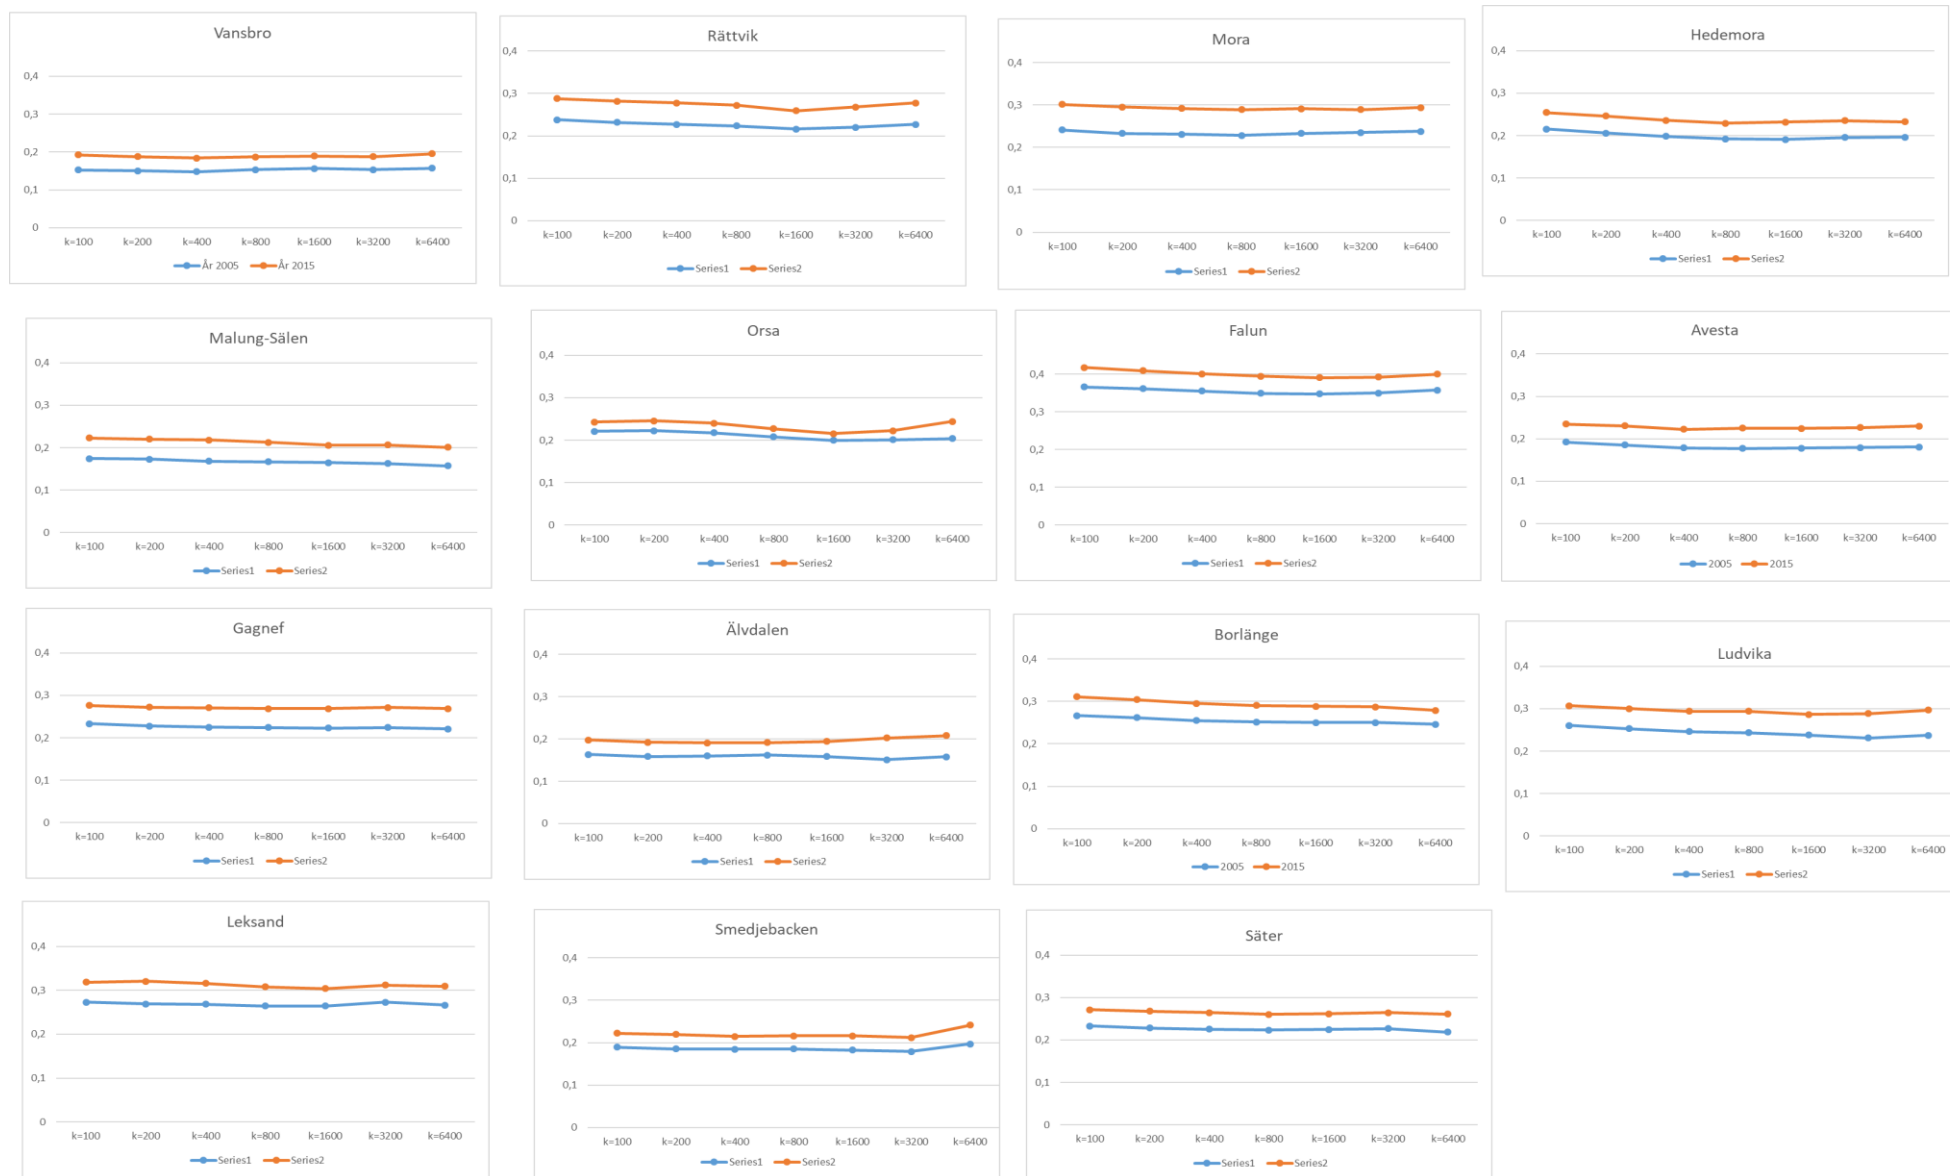 Vansbro
0,4
0,3
0,2
0,1
0
k=100 k=200 k=400 k=800 k=1600 k=3200 k=6400
År 2005 År 2015
Rättvik
0,4
0,3
0,2
0,1
0
k=100 k=200 k=400 k=800 k=1600 k=3200 k=6400
Series1 Series2
Mora
0,4
0,3
0,2
0,1
0
k=100 k=200 k=400 k=800 k=1600 k=3200 k=6400
Series1 Series2
Hedemora
0,4
0,3
0,2
0,1
0
k=100 k=200 k=400 k=800 k=1600 k=3200 k=6400
Series1 Series2
Malung-Sälen
0,4
0,3
0,2
0,1
0
k=100 k=200 k=400 k=800 k=1600 k=3200 k=6400
Series1 Series2
Orsa
0,4
0,3
0,2
0,1
0
k=100 k=200 k=400 k=800 k=1600 k=3200 k=6400
Series1 Series2
Falun
0,4
0,3
0,2
0,1
0
k=100 k=200 k=400 k=800 k=1600 k=3200 k=6400
Series1 Series2
Avesta
0,4
0,3
0,2
0,1
0
k=100 k=200 k=400 k=800 k=1600 k=3200 k=6400
2005 2015
Gagnef
0,4
0,3
0,2
0,1
0
k=100 k=200 k=400 k=800 k=1600 k=3200 k=6400
Series1 Series2
Älvdalen
0,4
0,3
0,2
0,1
0
k=100 k=200 k=400 k=800 k=1600 k=3200 k=6400
Series1 Series2
Borlänge
0,4
0,3
0,2
0,1
0
k=100 k=200 k=400 k=800 k=1600 k=3200 k=6400
2005 2015
Ludvika
0,4
0,3
0,2
0,1
0
k=100 k=200 k=400 k=800 k=1600 k=3200 k=6400
Series1 Series2
Leksand
0,4
0,3
0,2
0,1
0
k=100 k=200 k=400 k=800 k=1600 k=3200 k=6400
Series1 Series2
Smedjebacken
0,4
0,3
0,2
0,1
0
k=100 k=200 k=400 k=800 k=1600 k=3200 k=6400
Series1 Series2
Säter
0,4
0,3
0,2
0,1
0
k=100 k=200 k=400 k=800 k=1600 k=3200 k=6400
Series1 Series2